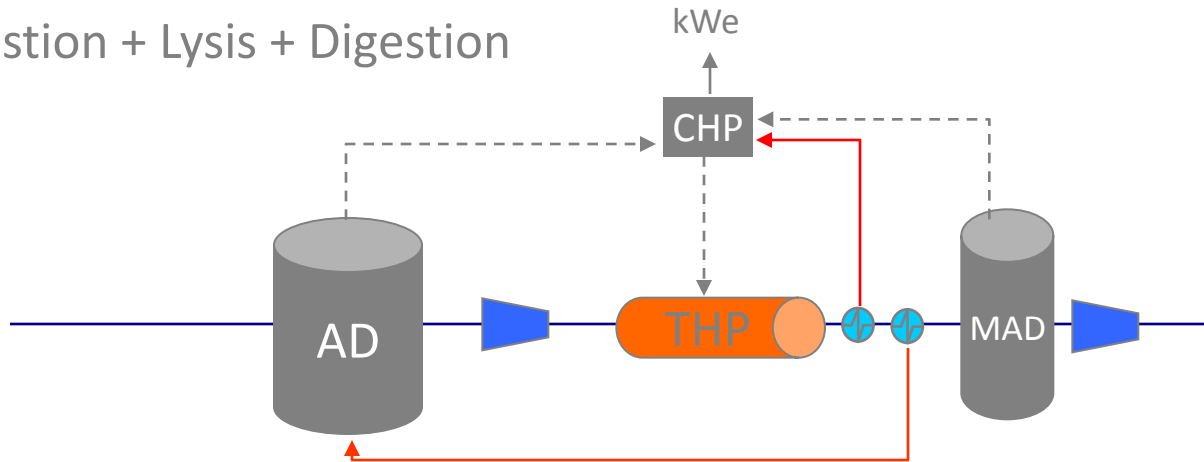 stion + Lysis + Digestion
kWe
CHP
AD
THP
MAD